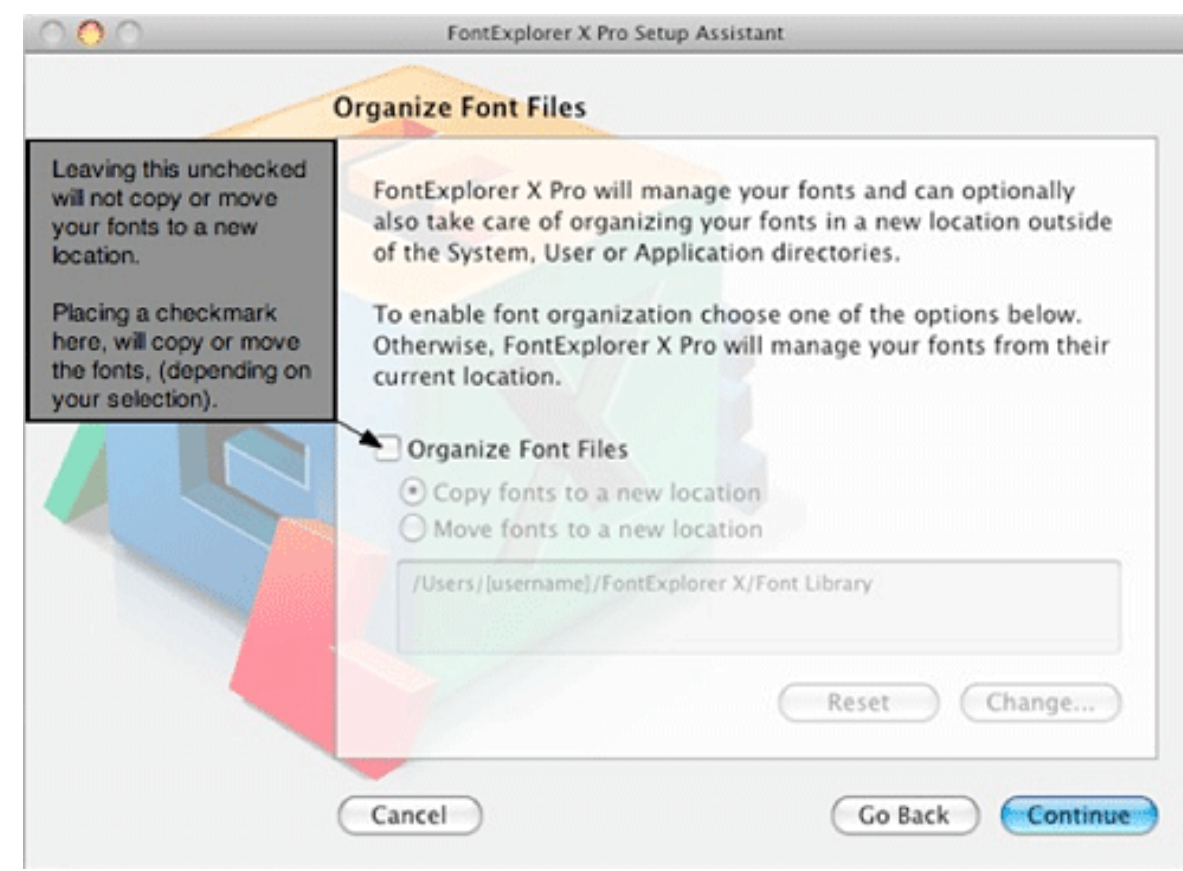 FontExplorer X Pro Setup Assistant
Organize Font Files
Leaving this unchecked
will not copy or move
your fonts to a new
location.
Placing a checkmark
here, will copy or move
the fonts, (depending on
your selection).
FontExplorer X Pro will manage your fonts and can optionally
also take care of organizing your fonts in a new location outside
of the System, User or Application directories.
To enable font organization choose one of the options below.
Otherwise, FontExplorer X Pro will manage your fonts from their
current location.
Organize Font Files
Copy fonts to a new location
Move fonts to a new location
/Users/[username]/FontExplorer X/Font Library
Reset
Change...
Cancel
Go Back
Continue